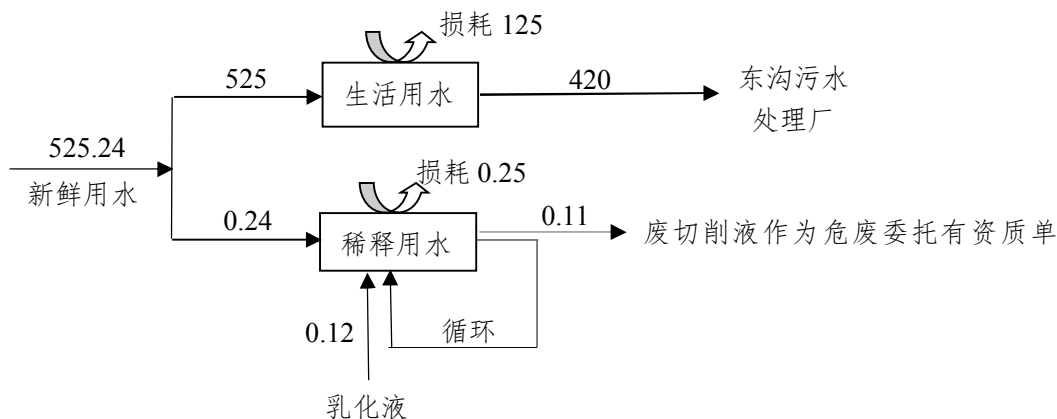 损耗 125
525
生活用水
420
东沟污水
处理厂
525.24
新鲜用水
损耗 0.25
0.24
稀释用水
0.11
废切削液作为危废委托有资质单
0.12
循环
乳化液